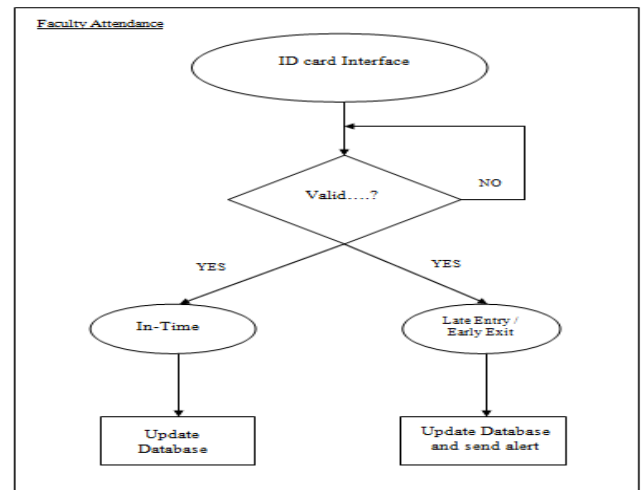 Faculty Attendance
ID card Interface
Valid....?
NO
YES
YES
In-Time
Late Entry /
Early Exit
Update
Database
Update Database
and send alert